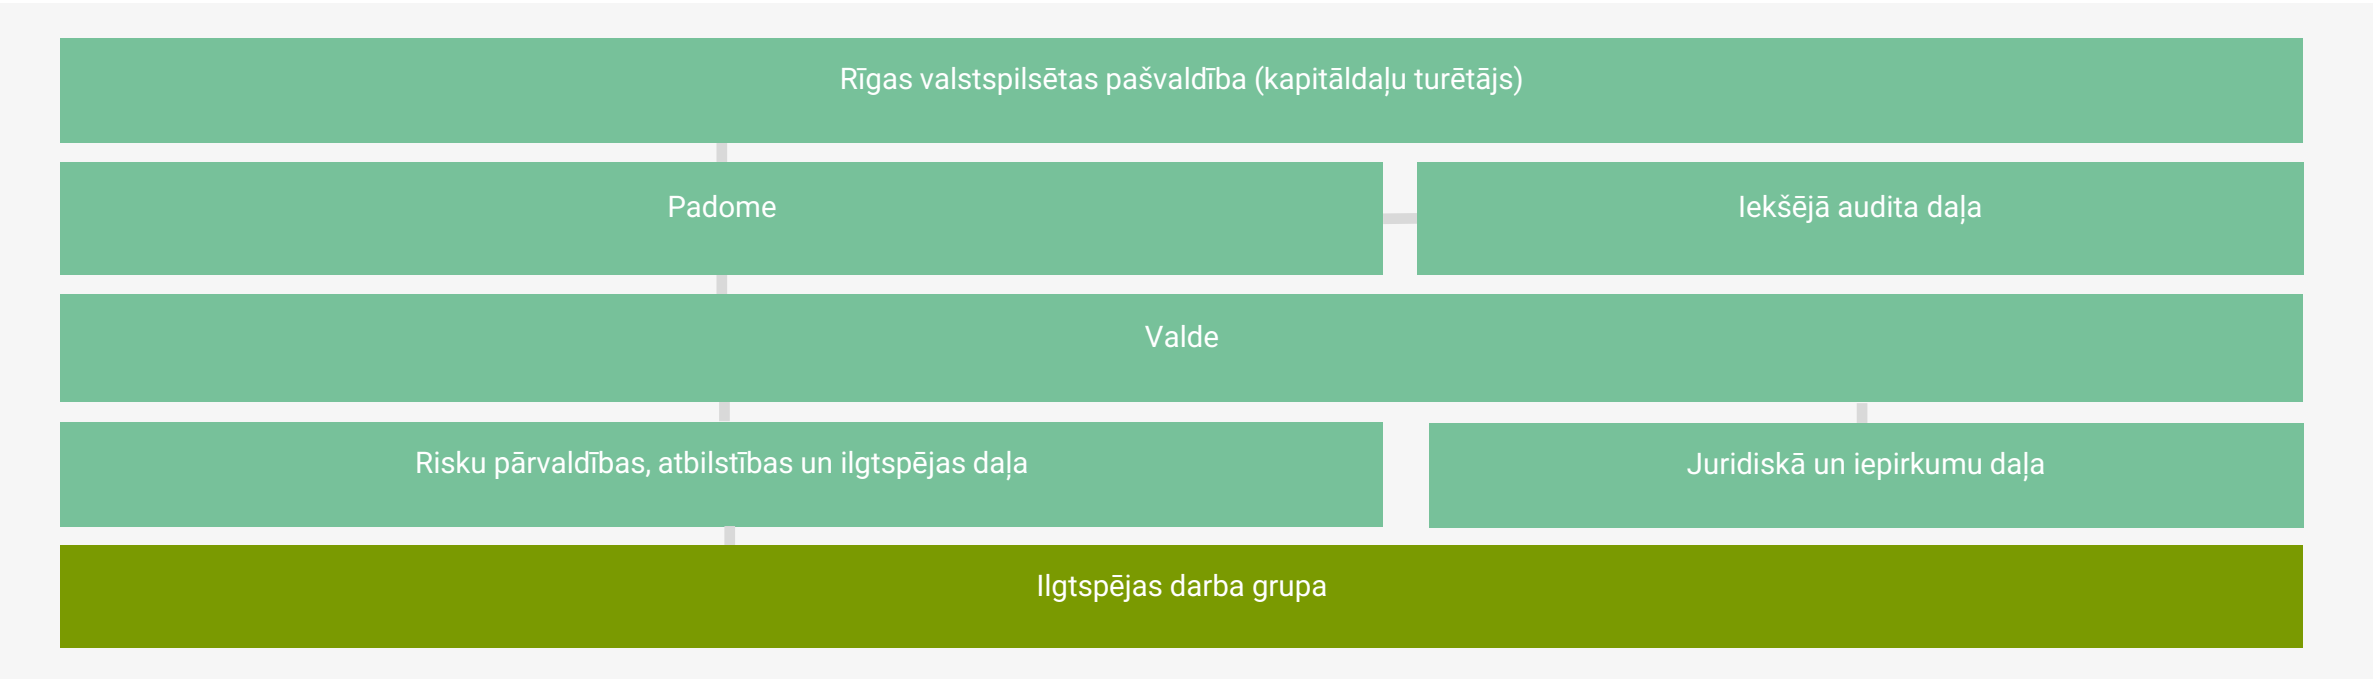 Rīgas valstspilsētas pašvaldība (kapitāldaļu turētājs)
Padome
Iekšējā audita daļa
Valde
Risku pārvaldības, atbilstības un ilgtspējas daļa
Juridiskā un iepirkumu daļa
Ilgtspējas darba grupa